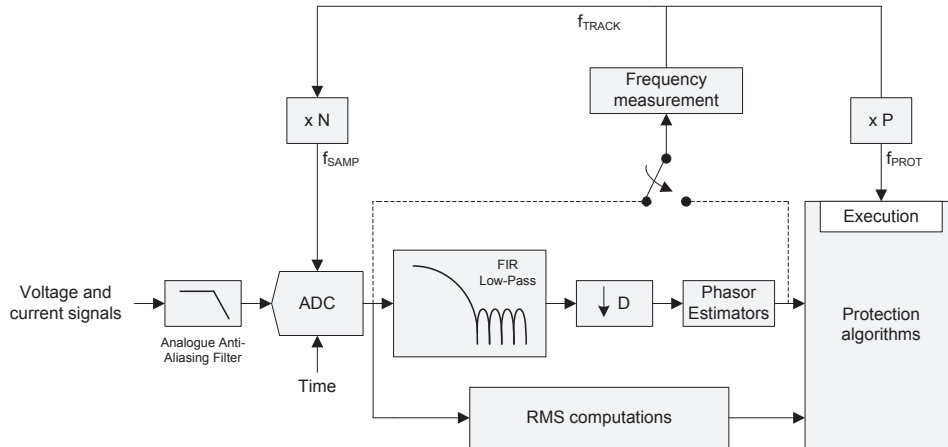 fTRACK
Frequency
measurement
x N
x P
fSAMP
fPROT
Execution
FIR
Low-Pass
Voltage and
current signals
ADC
D
Phasor
Estimators
Protection
algorithms
Analogue Anti-
Aliasing Filter
Time
RMS computations